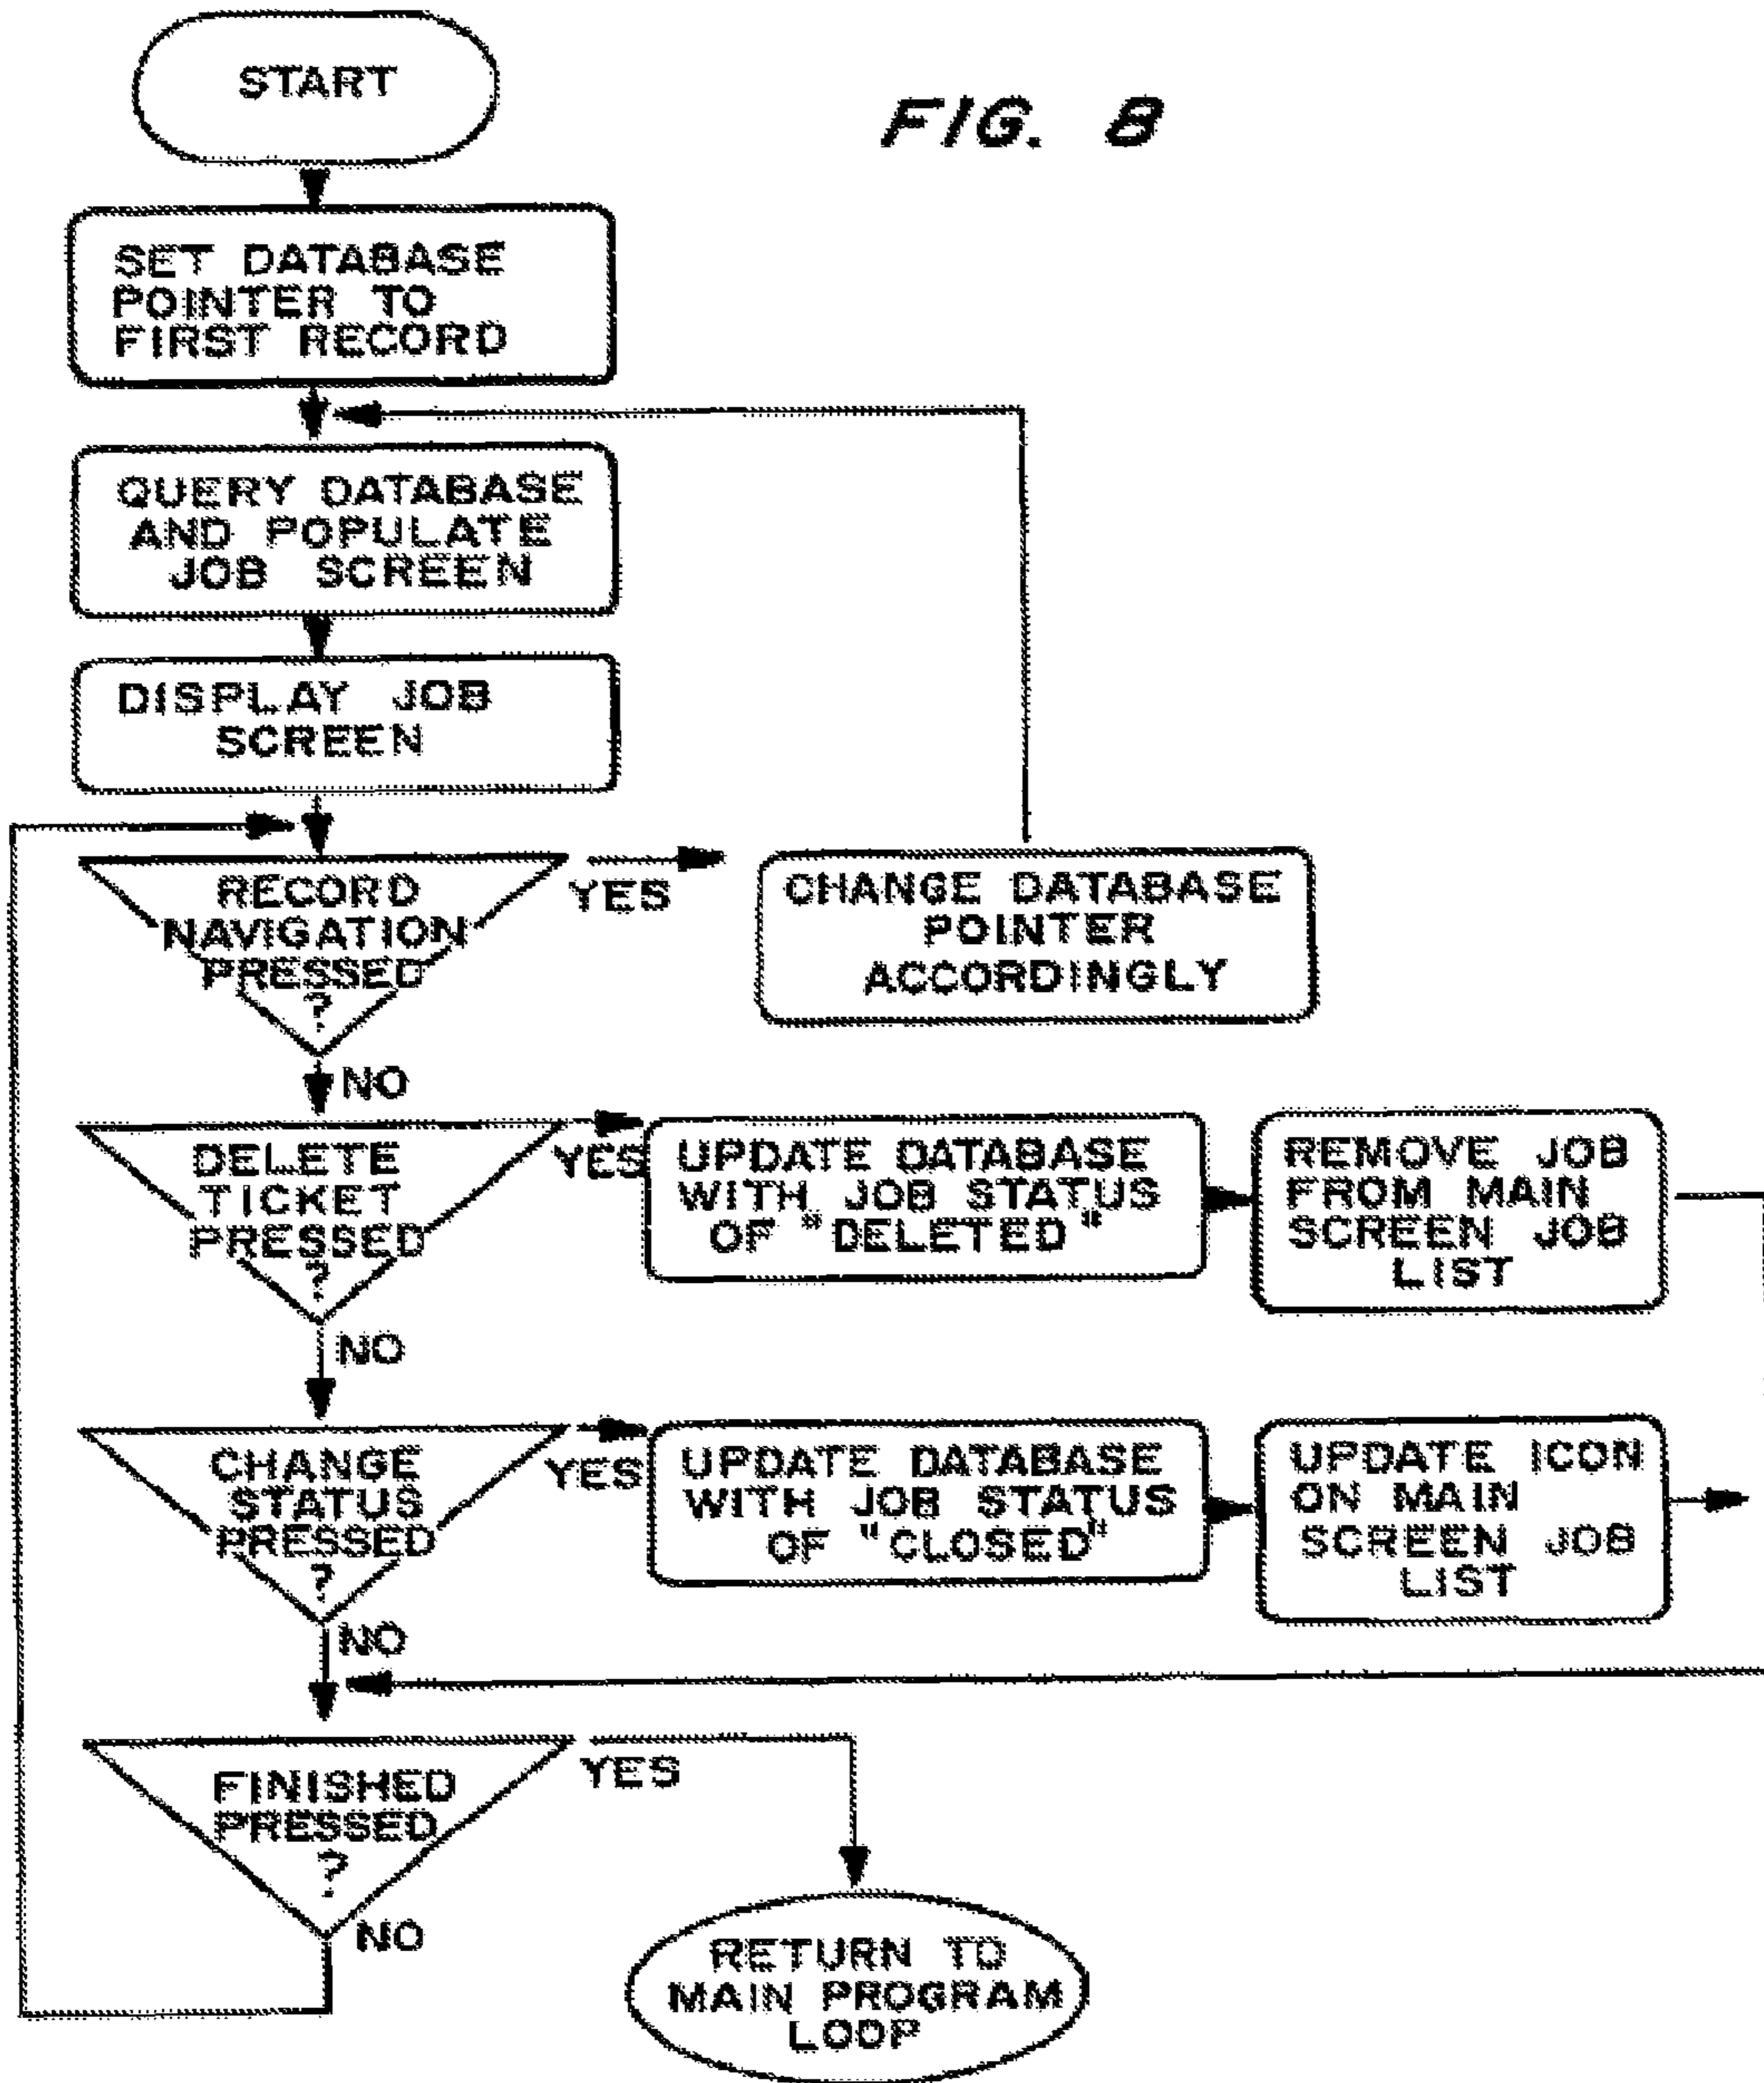 START
FIG. 8
SET DATABASE
POINTER TO
FIRST RECORD
QUERY DATABASE
AND POPULATE
JOB SCREEN
DISPLAY JOB
SCREEN
RECORD
NAVIGATION
PRESSED
?
YES
CHANGE DATABASE
POINTER
ACCORDINGLY
NO
DELETE
TICKET
PRESSED
?
YES
UPDATE DATABASE
WITH JOB STATUS
OF "DELETED"
REMOVE JOB
FROM MAIN
SCREEN JOB
LIST
NO
CHANGE
STATUS
PRESSED
?
YES
UPDATE DATABASE
WITH JOB STATUS
OF "CLOSED"
UPDATE ICON
ON MAIN
SCREEN JOB
LIST
NO
FINISHED
PRESSED
?
YES
NO
RETURN TO
MAIN PROGRAM
LOOP